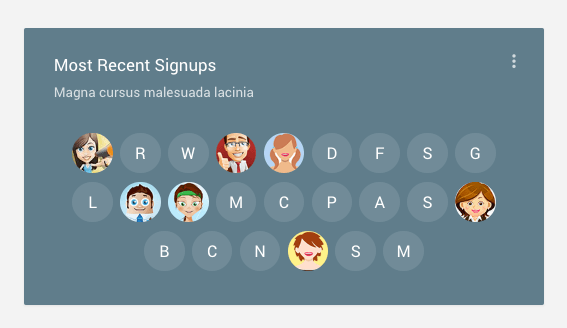 Most Recent Signups
Magna cursus malesuada lacinia
R W D F S G
L M C P A S
B C N S M